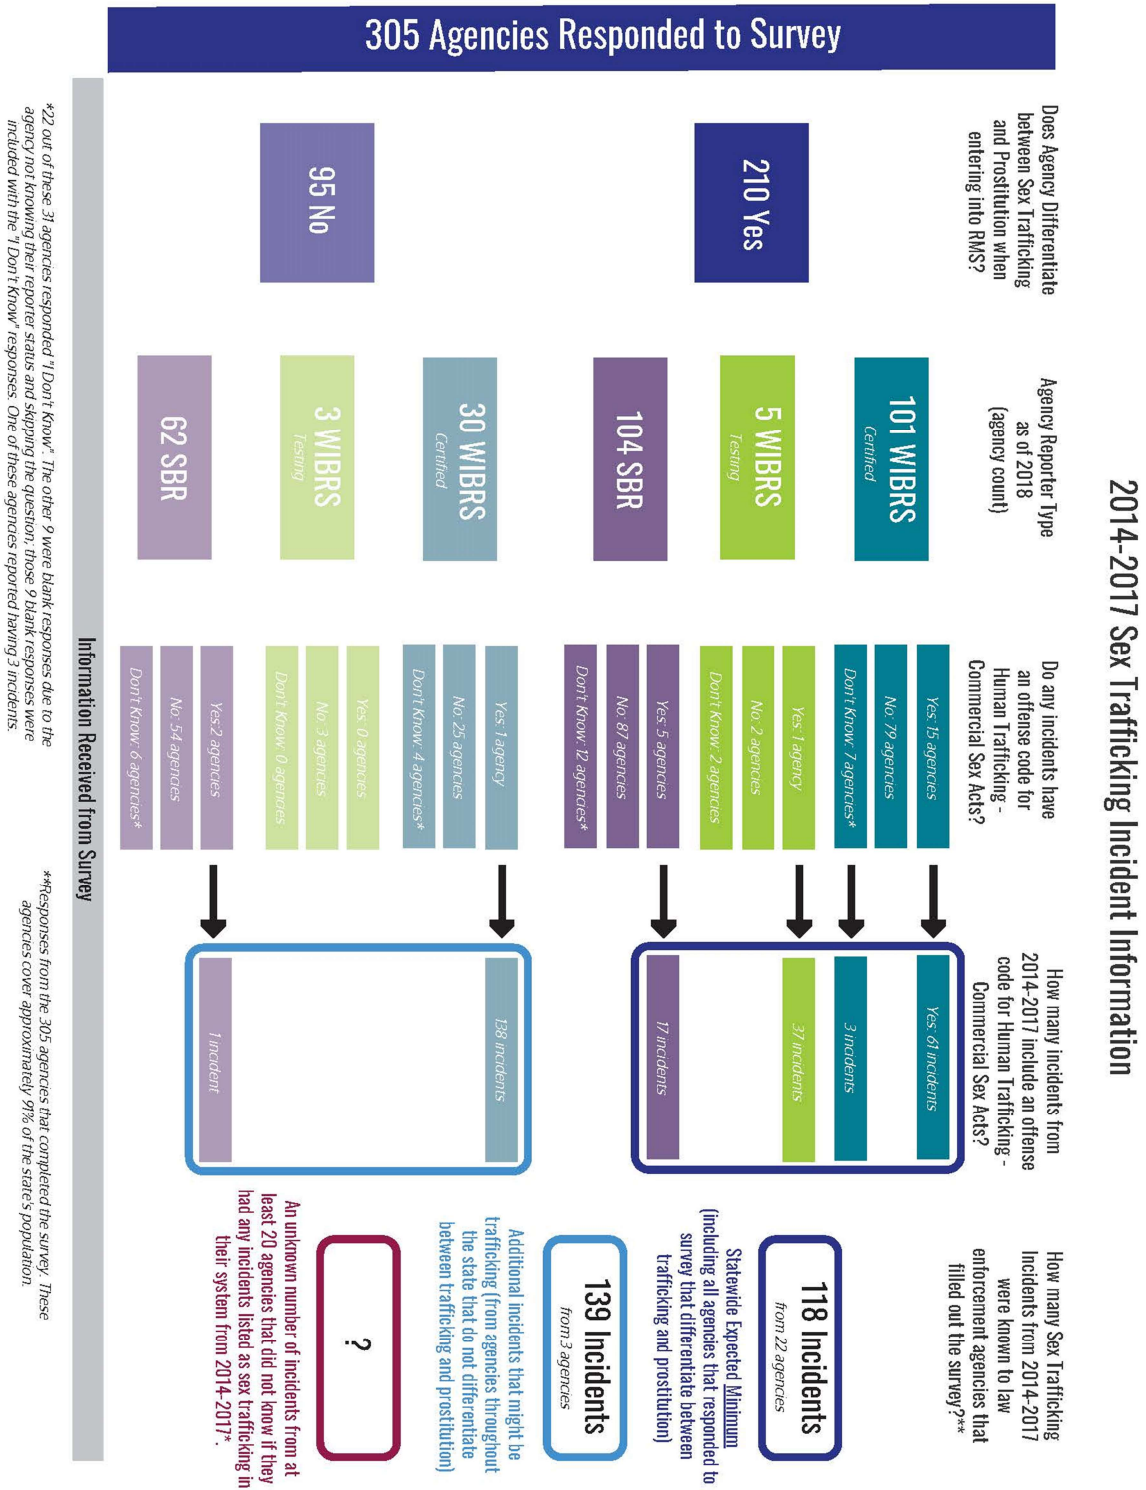 2014-2017 Sex Trafficking Incident Information
305 Agencies Responded to Survey
Does Agency Differentiate
between Sex Trafficking
and Prostitution when
entering into RMS?
210 Yes
95 No
Agency Reporter Type
as of 2018
(agency count)
101 WIBRS
Certified
5 WIBRS
Testing
104 SBR
30 WIBRS
Certified
3 WIBRS
Testing
62 SBR
Do any incidents have
an offense code for
Human Trafficking -
Commercial Sex Acts?
Yes: 15 agencies
No: 79 agencies
Don't Know: 7 agencies*
Yes: 1 agency
No: 2 agencies
Don't Know: 2 agencies
Yes: 5 agencies
No: 87 agencies
Don't Know: 12 agencies*
Yes: 1 agency
No: 25 agencies
Don't Know: 4 agencies*
Yes: 0 agencies
No: 3 agencies
Don't Know: 0 agencies
Yes: 2 agencies
No: 54 agencies
Don't Know: 6 agencies*
How many incidents from
2014-2017 include an offense
code for Human Trafficking -
Commercial Sex Acts?
Yes: 61 incidents
3 incidents
37 incidents
17 incidents
138 incidents
1 incident
How many Sex Trafficking
Incidents from 2014-2017
were known to law
enforcement agencies that
filled out the survey?**
118 Incidents
from 22 agencies
Statewide Expected Minimum
(including all agencies that responded to
survey that differentiate between
trafficking and prostitution)
139 Incidents
from 3 agencies
Additional incidents that might be
trafficking (from agencies throughout
the state that do not differentiate
between trafficking and prostitution)
?
An unknown number of incidents from at
least 20 agencies that did not know if they
had any incidents listed as sex trafficking in
their system from 2014-2017*.
Information Received from Survey
*22 out of these 31 agencies responded "I Don't Know". The other 9 were blank responses due to the
agency not knowing their reporter status and skipping the question; those 9 blank responses were
included with the "I Don't Know" responses. One of these agencies reported having 3 incidents.
**Responses from the 305 agencies that completed the survey. These
agencies cover approximately 91% of the state's population.